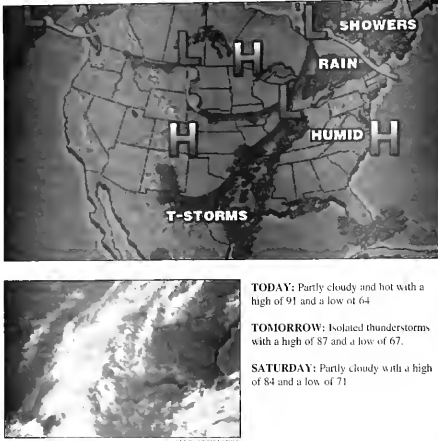 L
L
SHOWERS
L
H
RAIN
L
H
HUMID H
T-STORMS
TODAY: Partly cloudy and hot with a
high of 91 and a low of 64
TOMORROW: Isolated thunderstorms
with a high of 87 and a low of 67.
SATURDAY: Partly cloudy with a high
of 84 and a low of 71